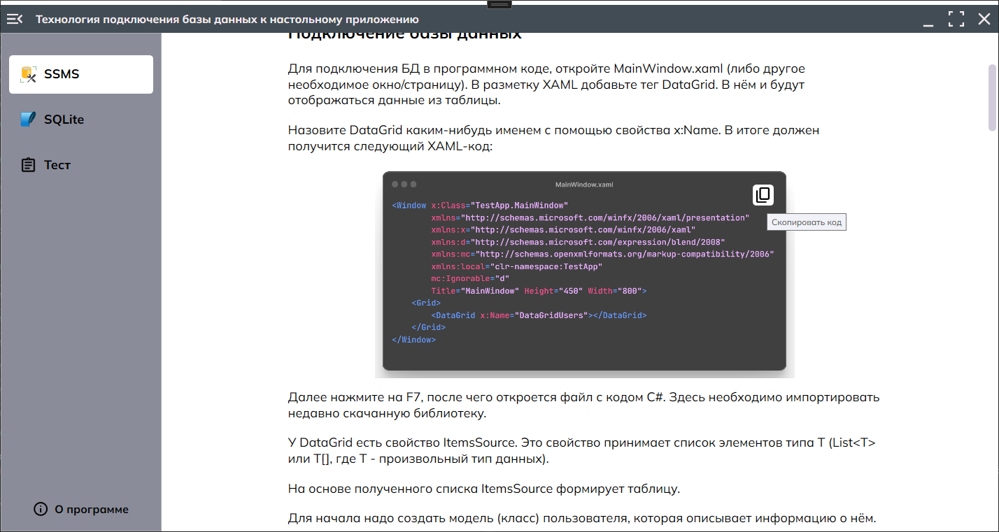 Технология подключения базы данных к настольному приложению
SSMS
SQLite
Тест
О программе
Подключение базы данных
Для подключения БД в программном коде, откройте MainWindow.xaml (либо другое
необходимое окно/страницу). В разметку XAML добавьте тег DataGrid. В нём и будут
отображаться данные из таблицы.
Назовите DataGrid каким-нибудь именем с помощью свойства x:Name. В итоге должен
получится следующий XAML-код:
MainWindow.xaml
<Window x:Class="TestApp.MainWindow"
xmlns="http://schemas.microsoft.com/winfx/2006/xaml/presentation"
xmlns:x="http://schemas.microsoft.com/winfx/2006/xaml"
xmlns:d="http://schemas.microsoft.com/expression/blend/2008"
xmlns:mc="http://schemas.openxmlformats.org/markup-compatibility/2006"
xmlns:local="clr-namespace:TestApp"
mc:Ignorable="d"
Title="MainWindow" Height="450" Width="800">
<Grid>
<DataGrid x:Name="DataGridUsers"></DataGrid>
</Grid>
</Window>
Скопировать код
Далее нажмите на F7, после чего откроется файл с кодом C#. Здесь необходимо импортировать
недавно скачанную библиотеку.
У DataGrid есть свойство ItemsSource. Это свойство принимает список элементов типа T (List<T>
или T[], где T - произвольный тип данных).
На основе полученного списка ItemsSource формирует таблицу.
Для начала надо создать модель (класс) пользователя, которая описывает информацию о нём.